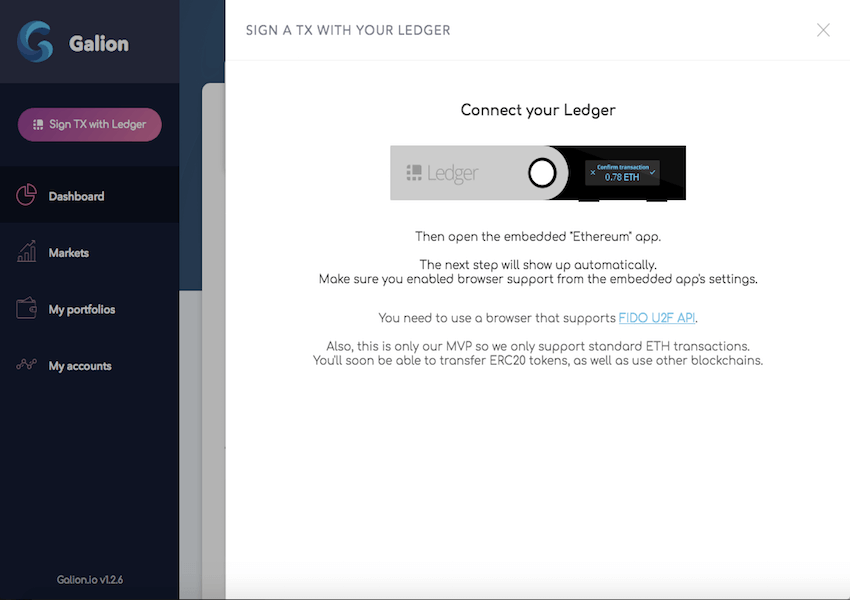 Galion
Sign TX with Ledger
Dashboard
Markets
My portfolios
My accounts
Galion.io v1.2.6
SIGN A TX WITH YOUR LEDGER
Connect your Ledger
Ledger
Confirm transaction
0.78 ETH
Then open the embedded "Ethereum" app.
The next step will show up automatically.
Make sure you enabled browser support from the embedded app's settings.
You need to use a browser that supports FIDO U2F API.
Also, this is only our MVP so we only support standard ETH transactions.
You'll soon be able to transfer ERC20 tokens, as well as use other blockchains.